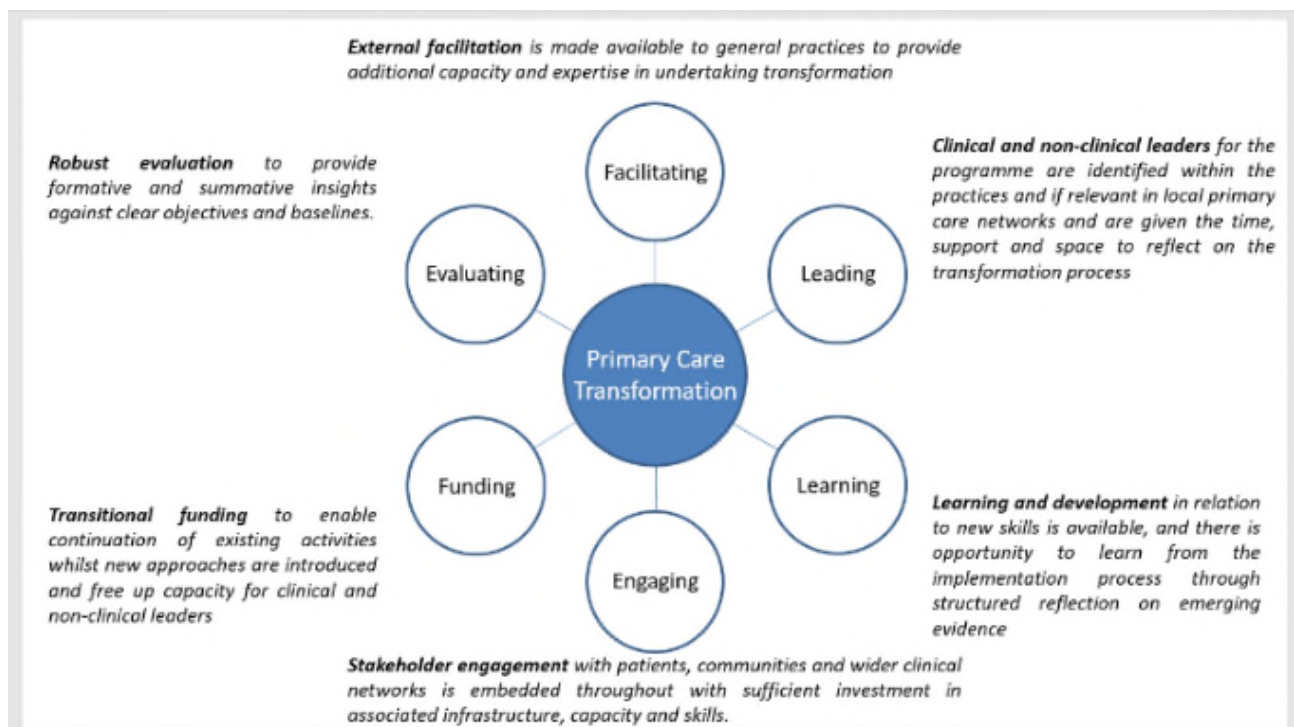 External facilitation is made available to general practices to provide
additional capacity and expertise in undertaking transformation
Facilitating
Clinical and non-clinical leaders for the
programme are identified within the
practices and if relevant in local primary
care networks and are given the time,
support and space to reflect on the
transformation process
Leading
Robust evaluation to provide
formative and summative insights
against clear objectives and baselines.
Evaluating
Primary Care
Transformation
Funding
Learning
Transitional funding to enable
continuation of existing activities
whilst new approaches are introduced
and free up capacity for clinical and
non-clinical leaders
Learning and development in relation
to new skills is available, and there is
opportunity to learn from the
implementation process through
structured reflection on emerging
evidence
Engaging
Stakeholder engagement with patients, communities and wider clinical
networks is embedded throughout with sufficient investment in
associated infrastructure, capacity and skills.